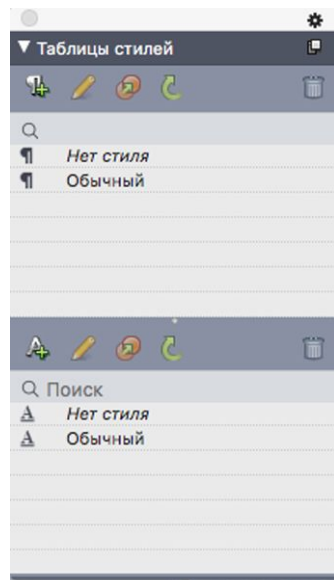 Таблицы стилей
¶ Нет стиля
¶ Обычный
Поиск
A Нет стиля
A Обычный